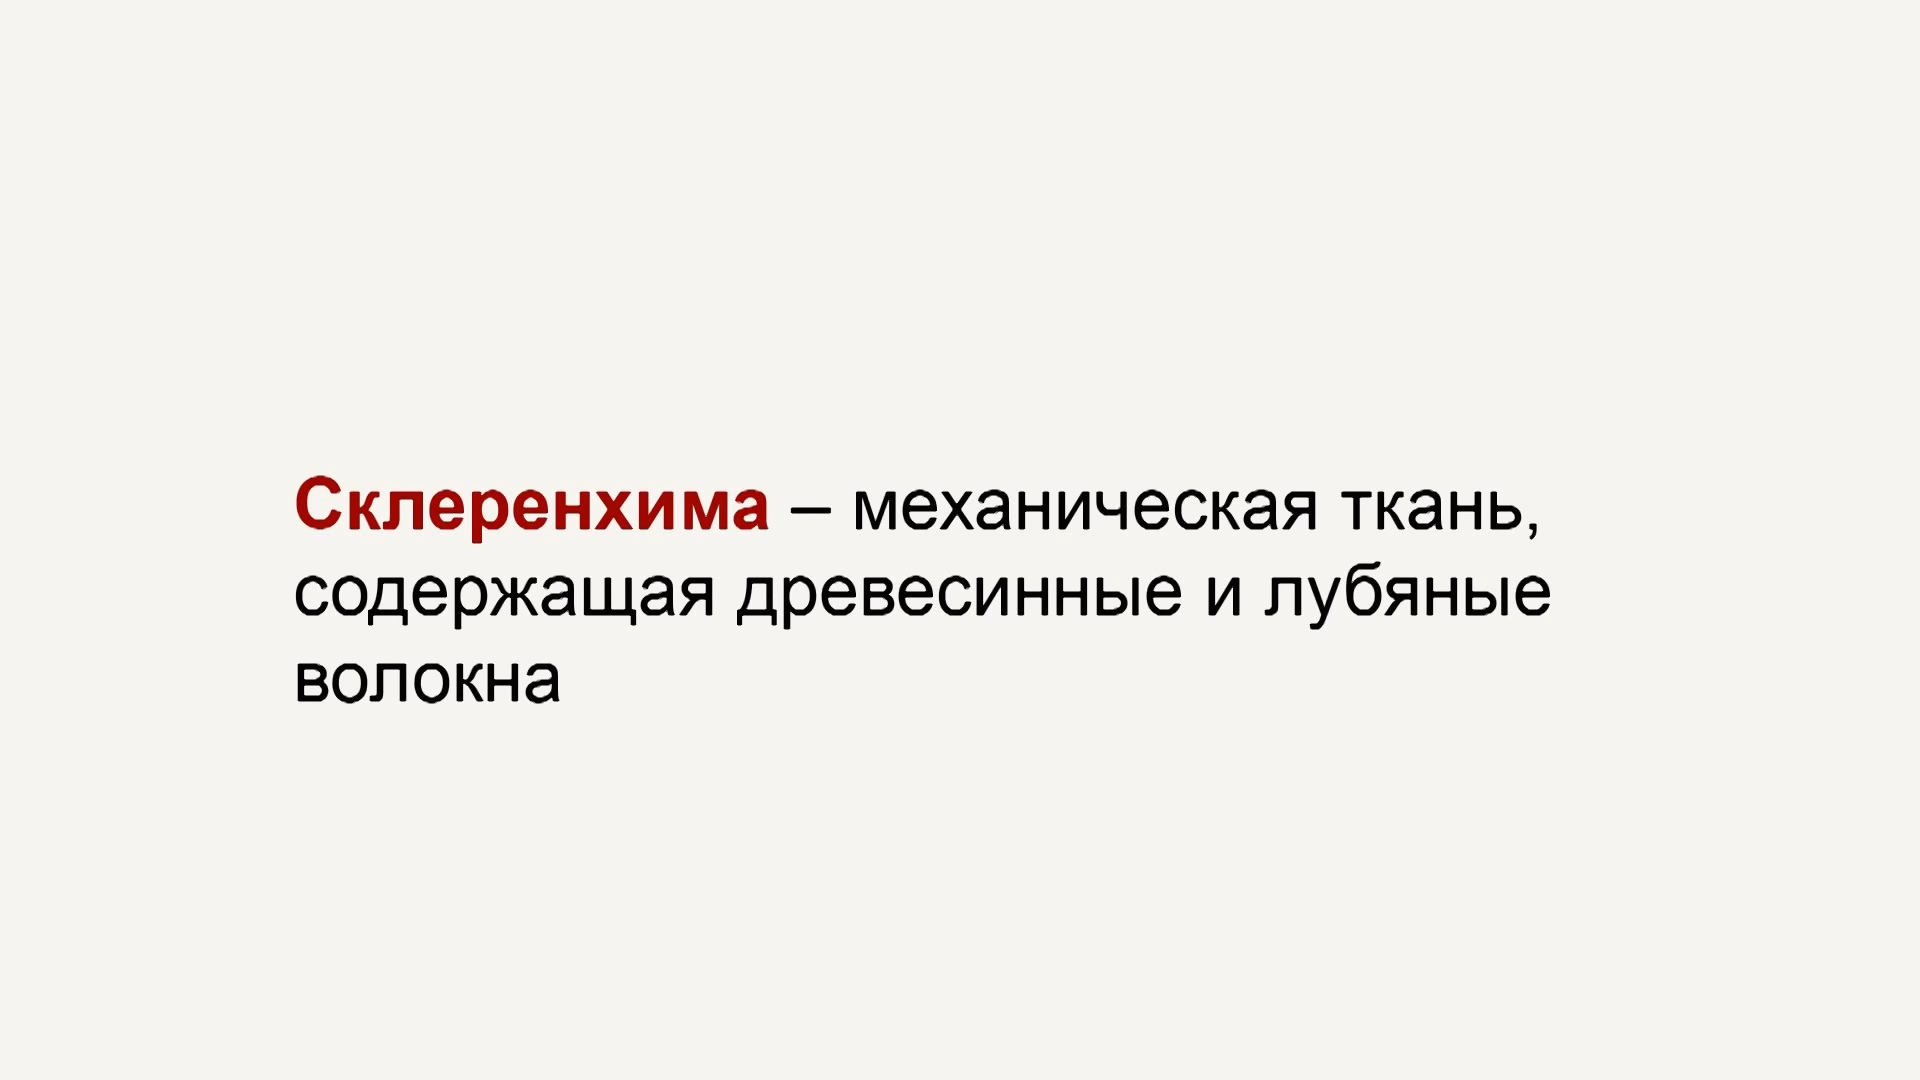 Склеренхима – механическая ткань,
содержащая древесинные и лубяные
волокна